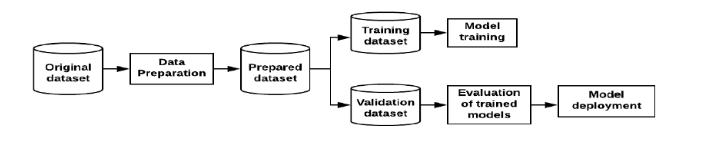 Original
dataset
Data
Preparation
Prepared
dataset
Training
dataset
Model
training
Validation
dataset
Evaluation
of trained
models
Model
deployment